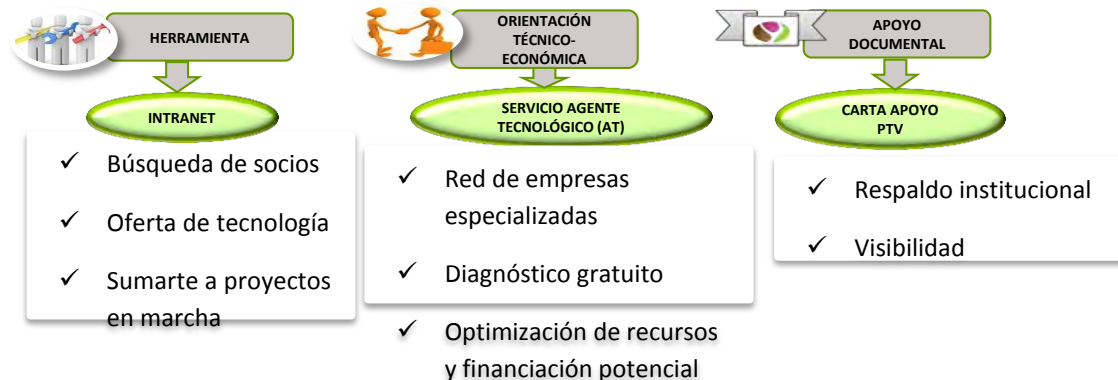 HERRAMIENTA
INTRANET
✓ Búsqueda de socios
✓ Oferta de tecnología
✓ Sumarte a proyectos
en marcha
ORIENTACIÓN
TÉCNICO-
ECONÓMICA
SERVICIO AGENTE
TECNOLÓGICO (AT)
✓ Red de empresas
especializadas
✓ Diagnóstico gratuito
✓ Optimización de recursos
y financiación potencial
APOYO
DOCUMENTAL
CARTA APOYO
PTV
✓ Respaldo institucional
✓ Visibilidad